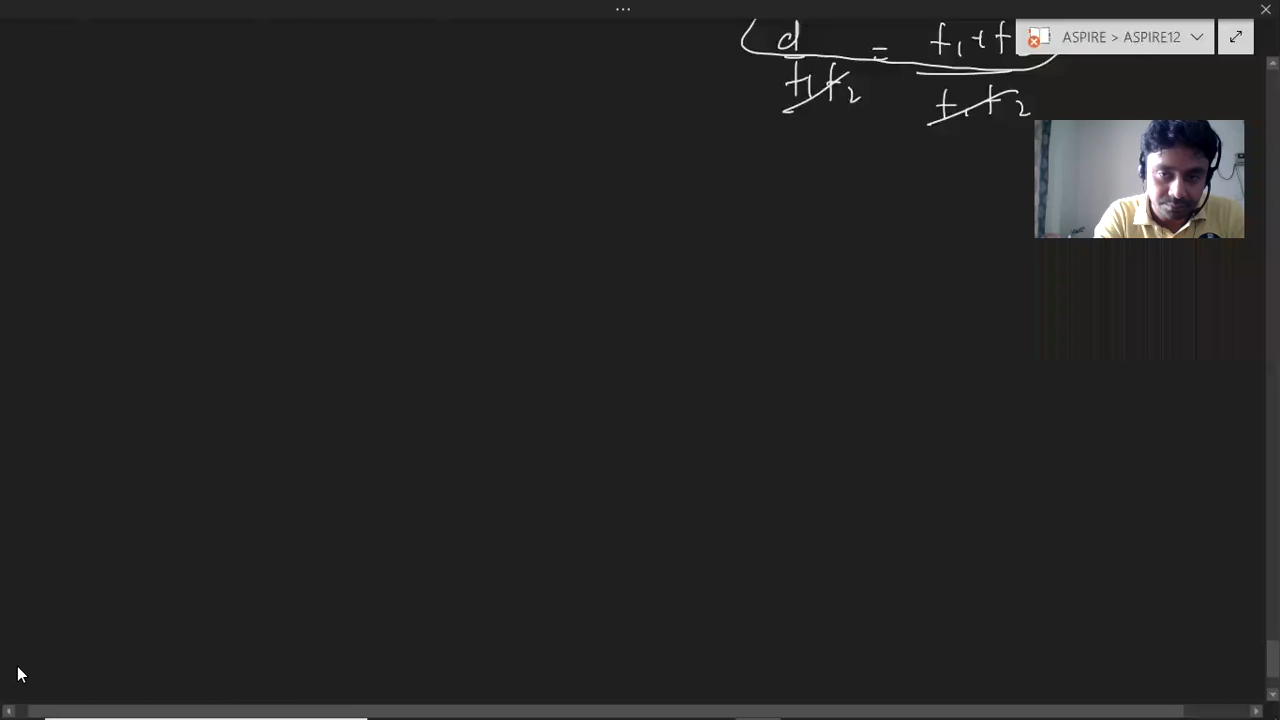 d = f₁ + f
f₁f₂ f₁f₂
ASPIRE > ASPIRE12